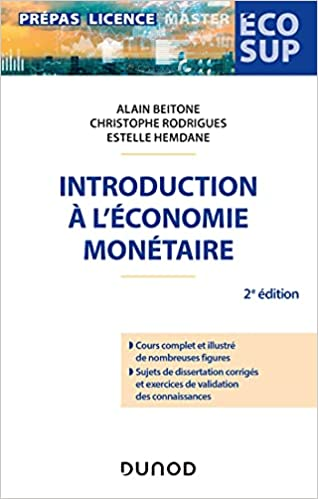 PRÉPAS LICENCE MASTER
ÉCO
SUP
ALAIN BEITONE
CHRISTOPHE RODRIGUES
ESTELLE HEMDANE
INTRODUCTION
À L'ÉCONOMIE
MONÉTAIRE
2e édition
Cours complet et illustré
de nombreuses figures
Sujets de dissertation corrigés
et exercices de validation
des connaissances
DUNOD